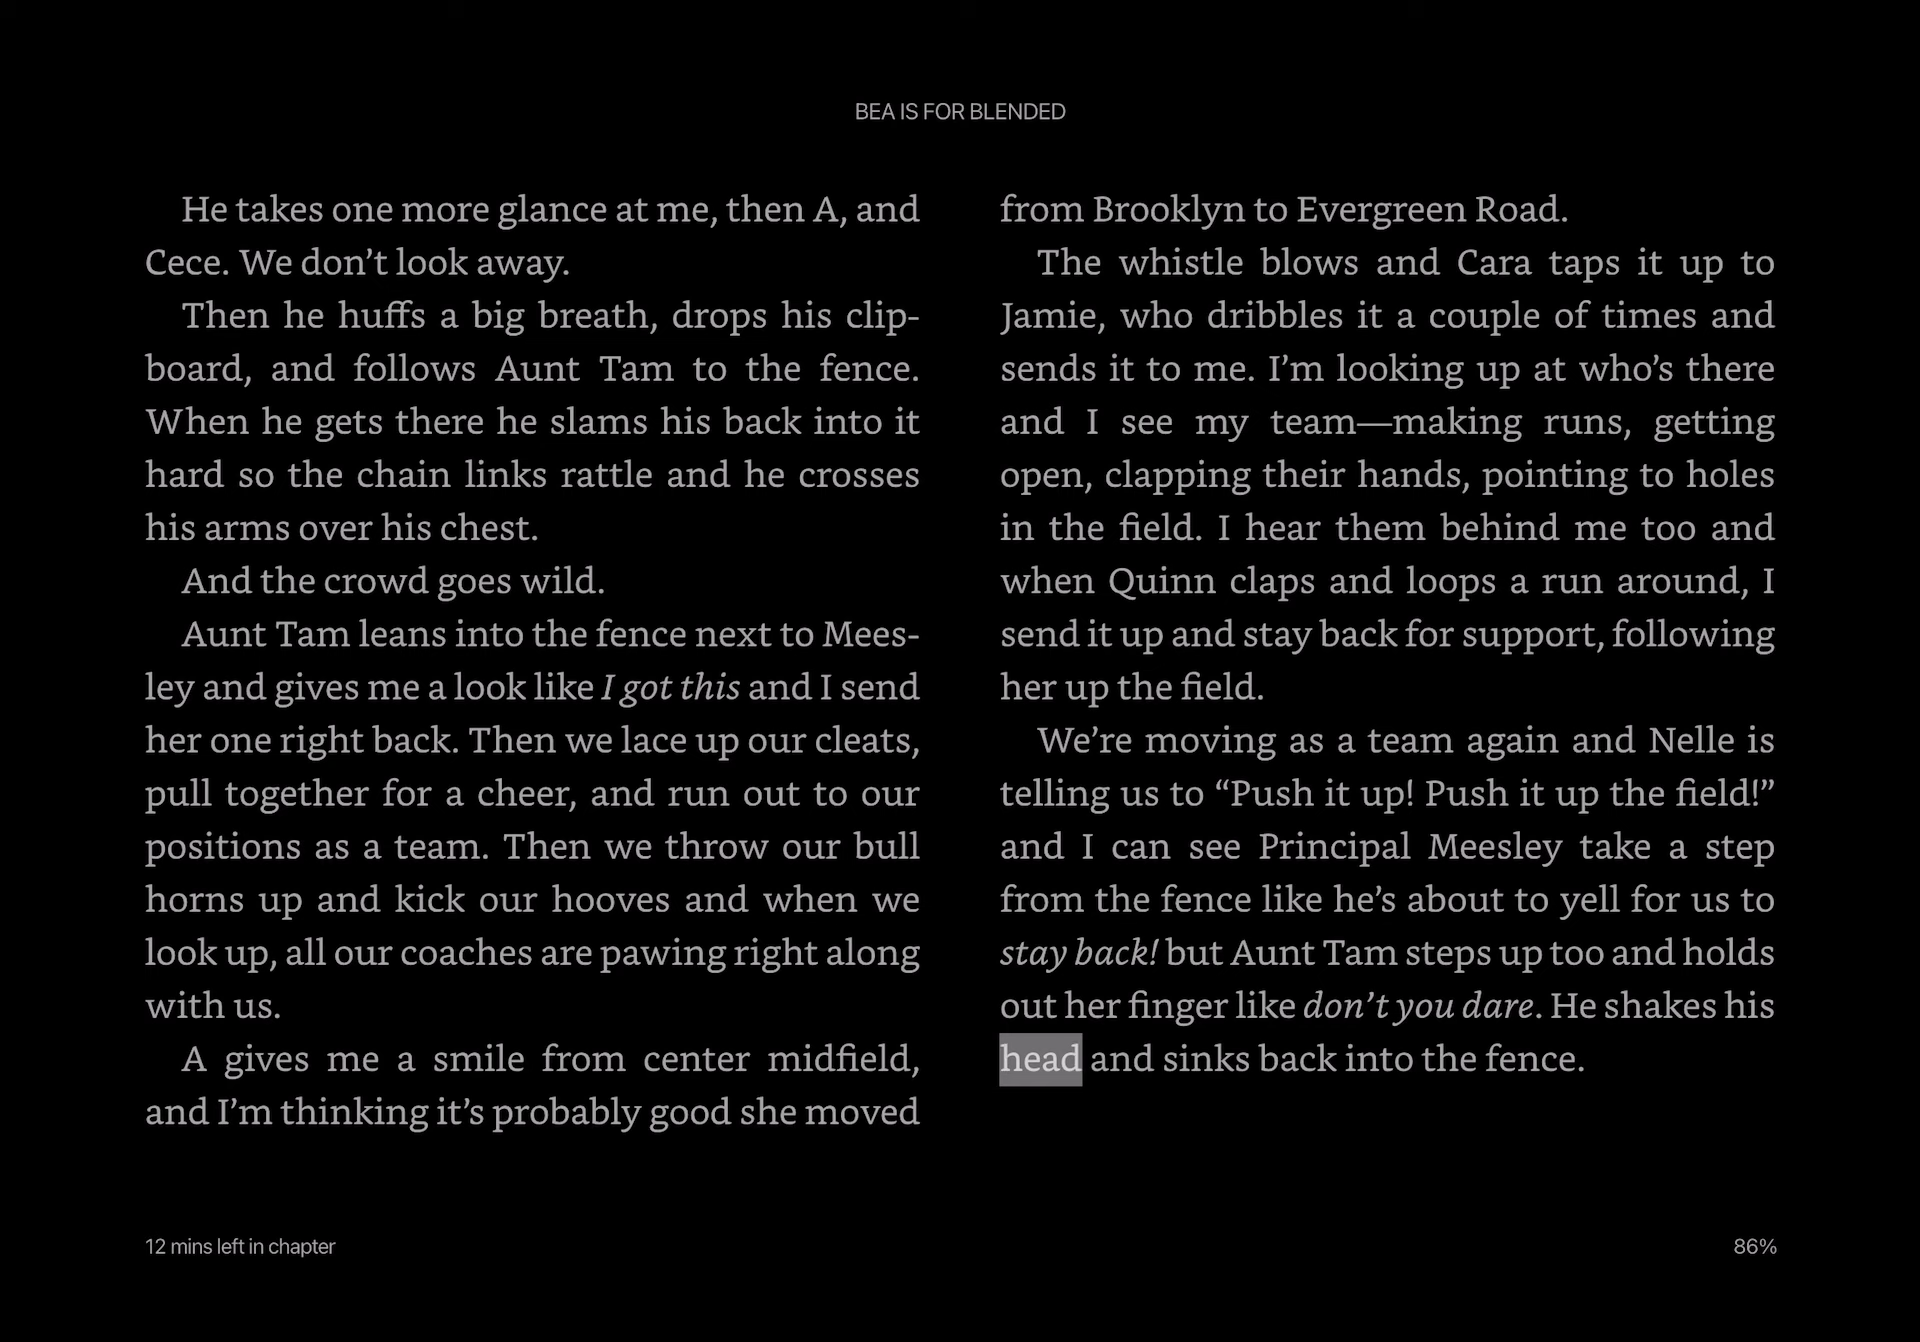 BEA IS FOR BLENDED
He takes one more glance at me, then A, and
Cece. We don’t look away.
Then he huffs a big breath, drops his clip-
board, and follows Aunt Tam to the fence.
When he gets there he slams his back into it
hard so the chain links rattle and he crosses
his arms over his chest.
And the crowd goes wild.
Aunt Tam leans into the fence next to Mees-
ley and gives me a look like I got this and I send
her one right back. Then we lace up our cleats,
pull together for a cheer, and run out to our
positions as a team. Then we throw our bull
horns up and kick our hooves and when we
look up, all our coaches are pawing right along
with us.
A gives me a smile from center midfield,
and I’m thinking it’s probably good she moved
from Brooklyn to Evergreen Road.
The whistle blows and Cara taps it up to
Jamie, who dribbles it a couple of times and
sends it to me. I’m looking up at who’s there
and I see my team—making runs, getting
open, clapping their hands, pointing to holes
in the field. I hear them behind me too and
when Quinn claps and loops a run around, I
send it up and stay back for support, following
her up the field.
We’re moving as a team again and Nelle is
telling us to “Push it up! Push it up the field!”
and I can see Principal Meesley take a step
from the fence like he’s about to yell for us to
stay back! but Aunt Tam steps up too and holds
out her finger like don’t you dare. He shakes his
head and sinks back into the fence.
12 mins left in chapter
86%